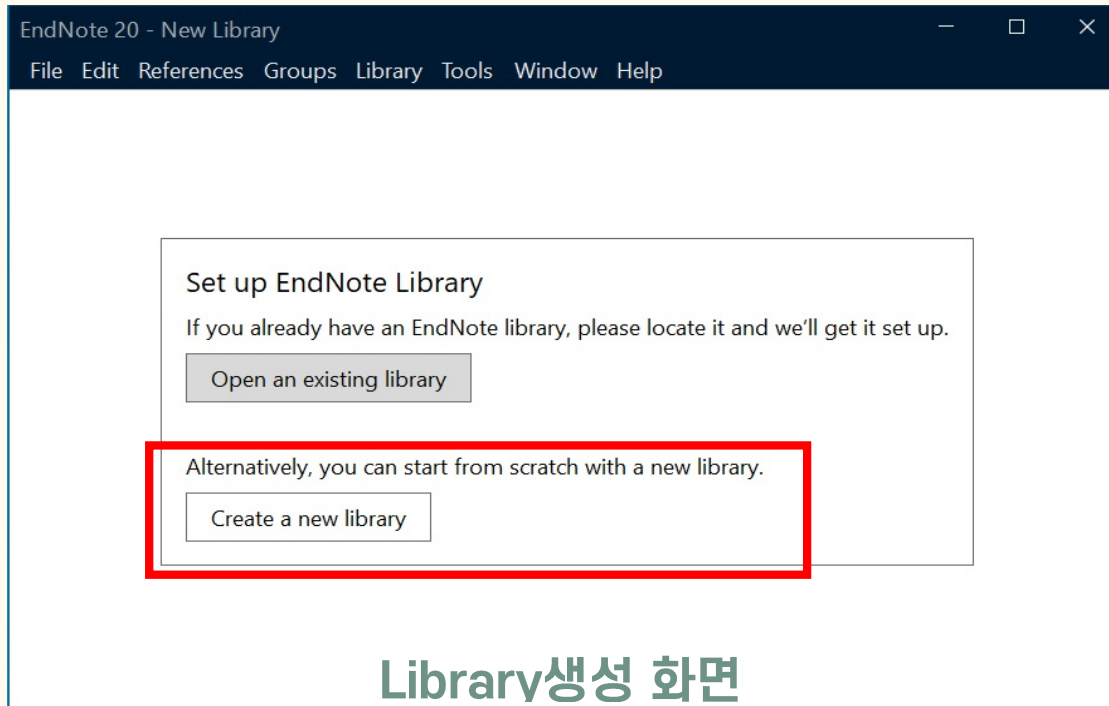 EndNote 20 - New Library
File Edit References Groups Library Tools Window Help
Set up EndNote Library
If you already have an EndNote library, please locate it and we'll get it set up.
Open an existing library
Alternatively, you can start from scratch with a new library.
Create a new library
Library생성 화면